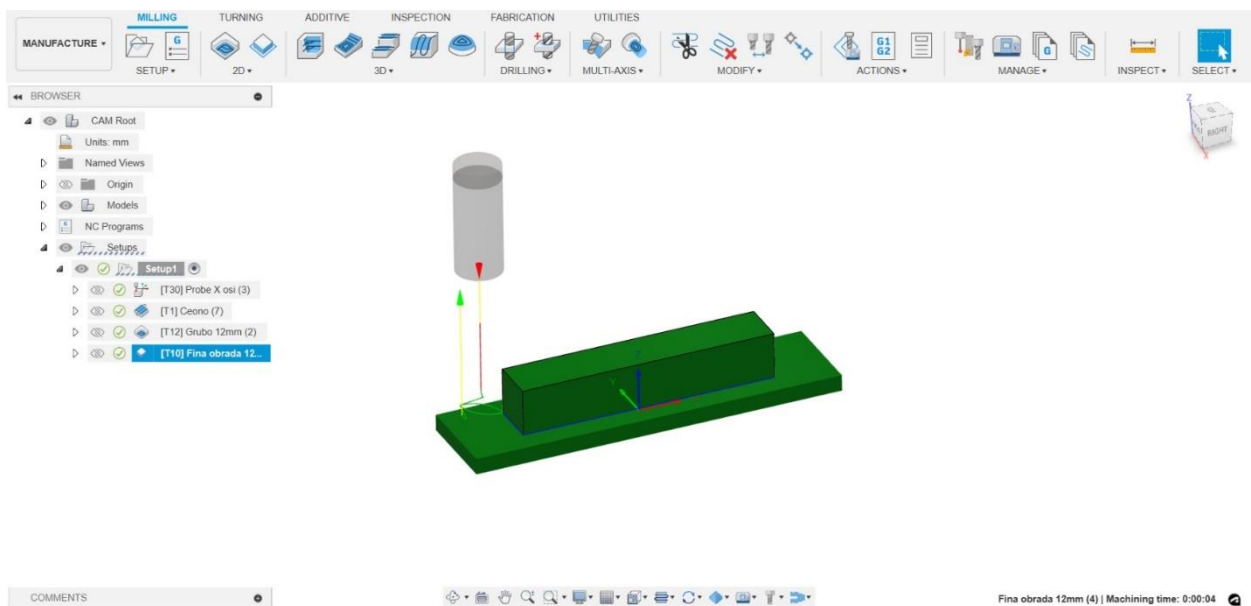 MILLING TURNING ADDITIVE INSPECTION FABRICATION UTILITIES
MANUFACTURE
G
G1
G2
G
SETUP 2D 3D DRILLING MULTI-AXIS MODIFY ACTIONS MANAGE INSPECT SELECT
BROWSER
CAM Root
Units: mm
Named Views
Origin
Models
NC Programs
Setups
Setup1
[T30] Probe X osi (3)
[T1] Ceono (7)
[T12] Grubo 12mm (2)
[T10] Fina obrada 12...
Z
RIGHT
X
Z
Y
COMMENTS
Fina obrada 12mm (4) | Machining time: 0:00:04